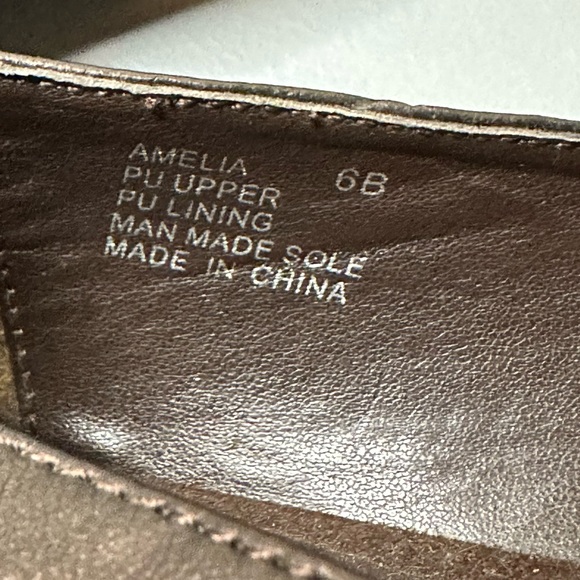 AMELIA
PU UPPER
PU LINING
MAN MADE SOLE
MADE IN CHINA
6B